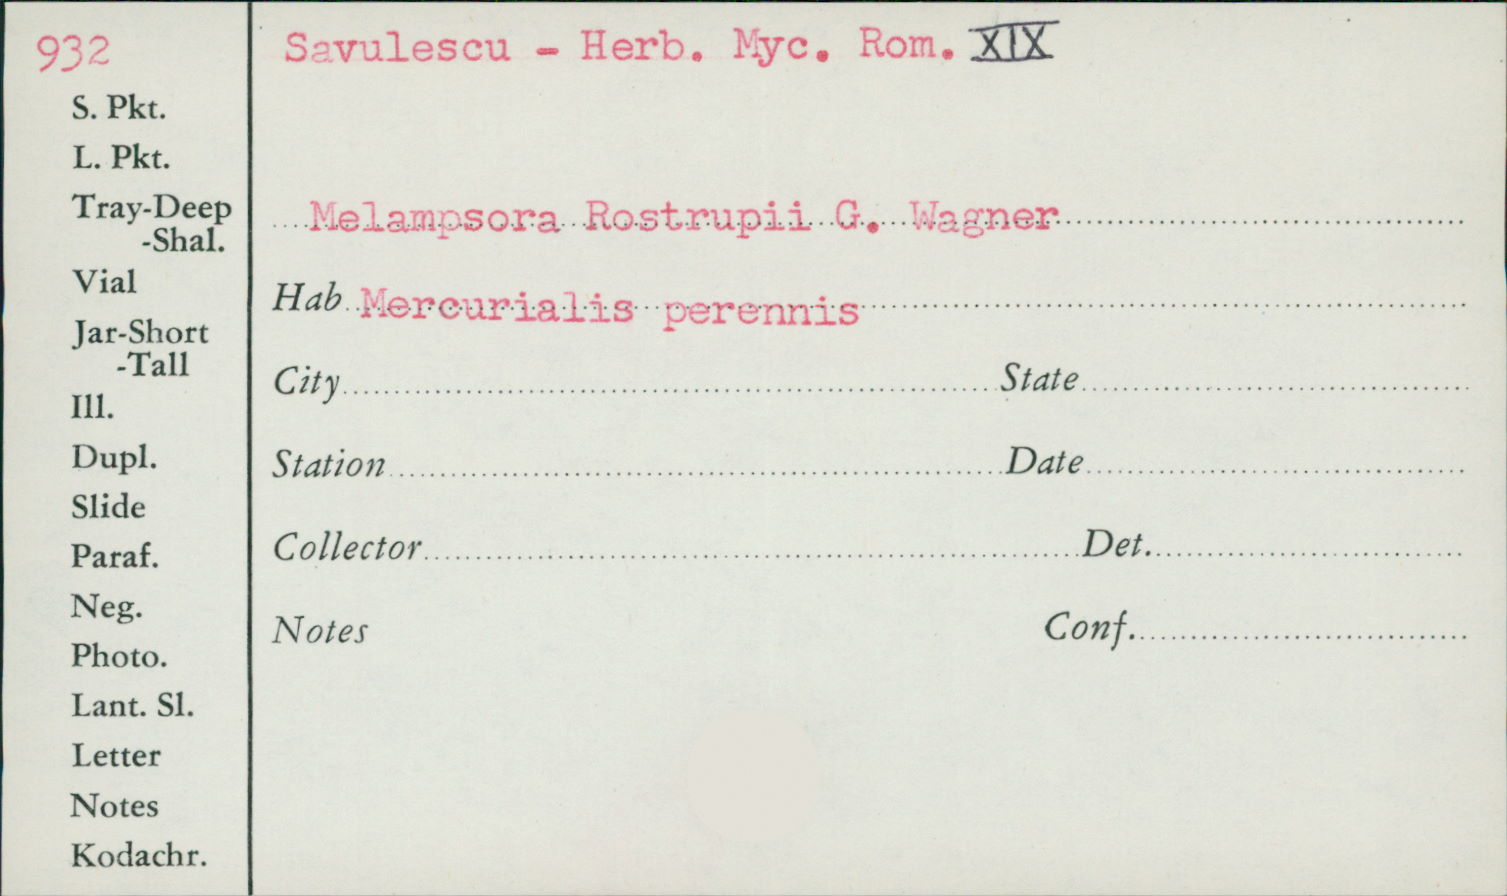 932
Savulescu - Herb. Myc. Rom. XIX
S. Pkt.
L. Pkt.
Tray-Deep
-Shal.
Vial
Jar-Short
-Tall
Ill.
Dupl.
Slide
Paraf.
Neg.
Photo.
Lant. Sl.
Letter
Notes
Kodachr.
Melampsora Rostrupii G. Wagner
Hab Mercurialis perennis
City State
Station Date
Collector Det.
Notes Conf.